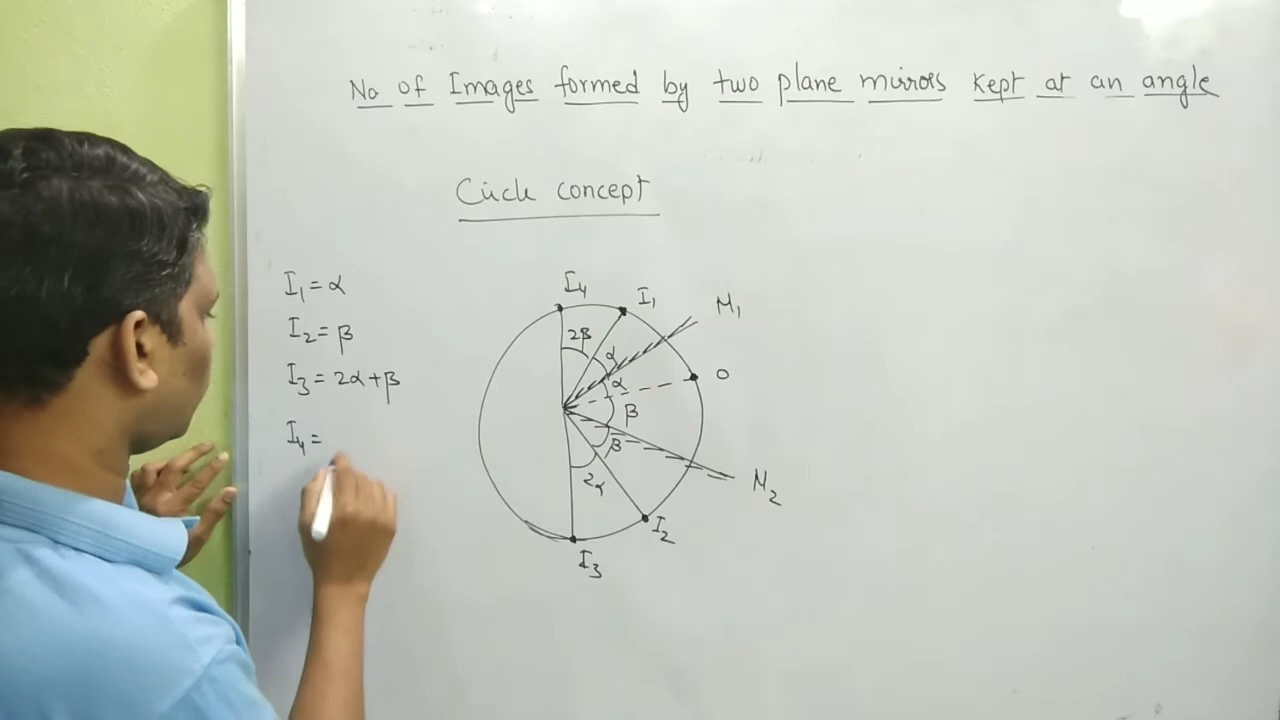 No of Images formed by two plane mirrors kept at an angle
Circle concept
I₁ = α
I₂ = β
I₃ = 2α+β
I₄ =
I₄
I₁
M₁
2β
α
α
O
β
β
2α
M₂
I₂
I₃